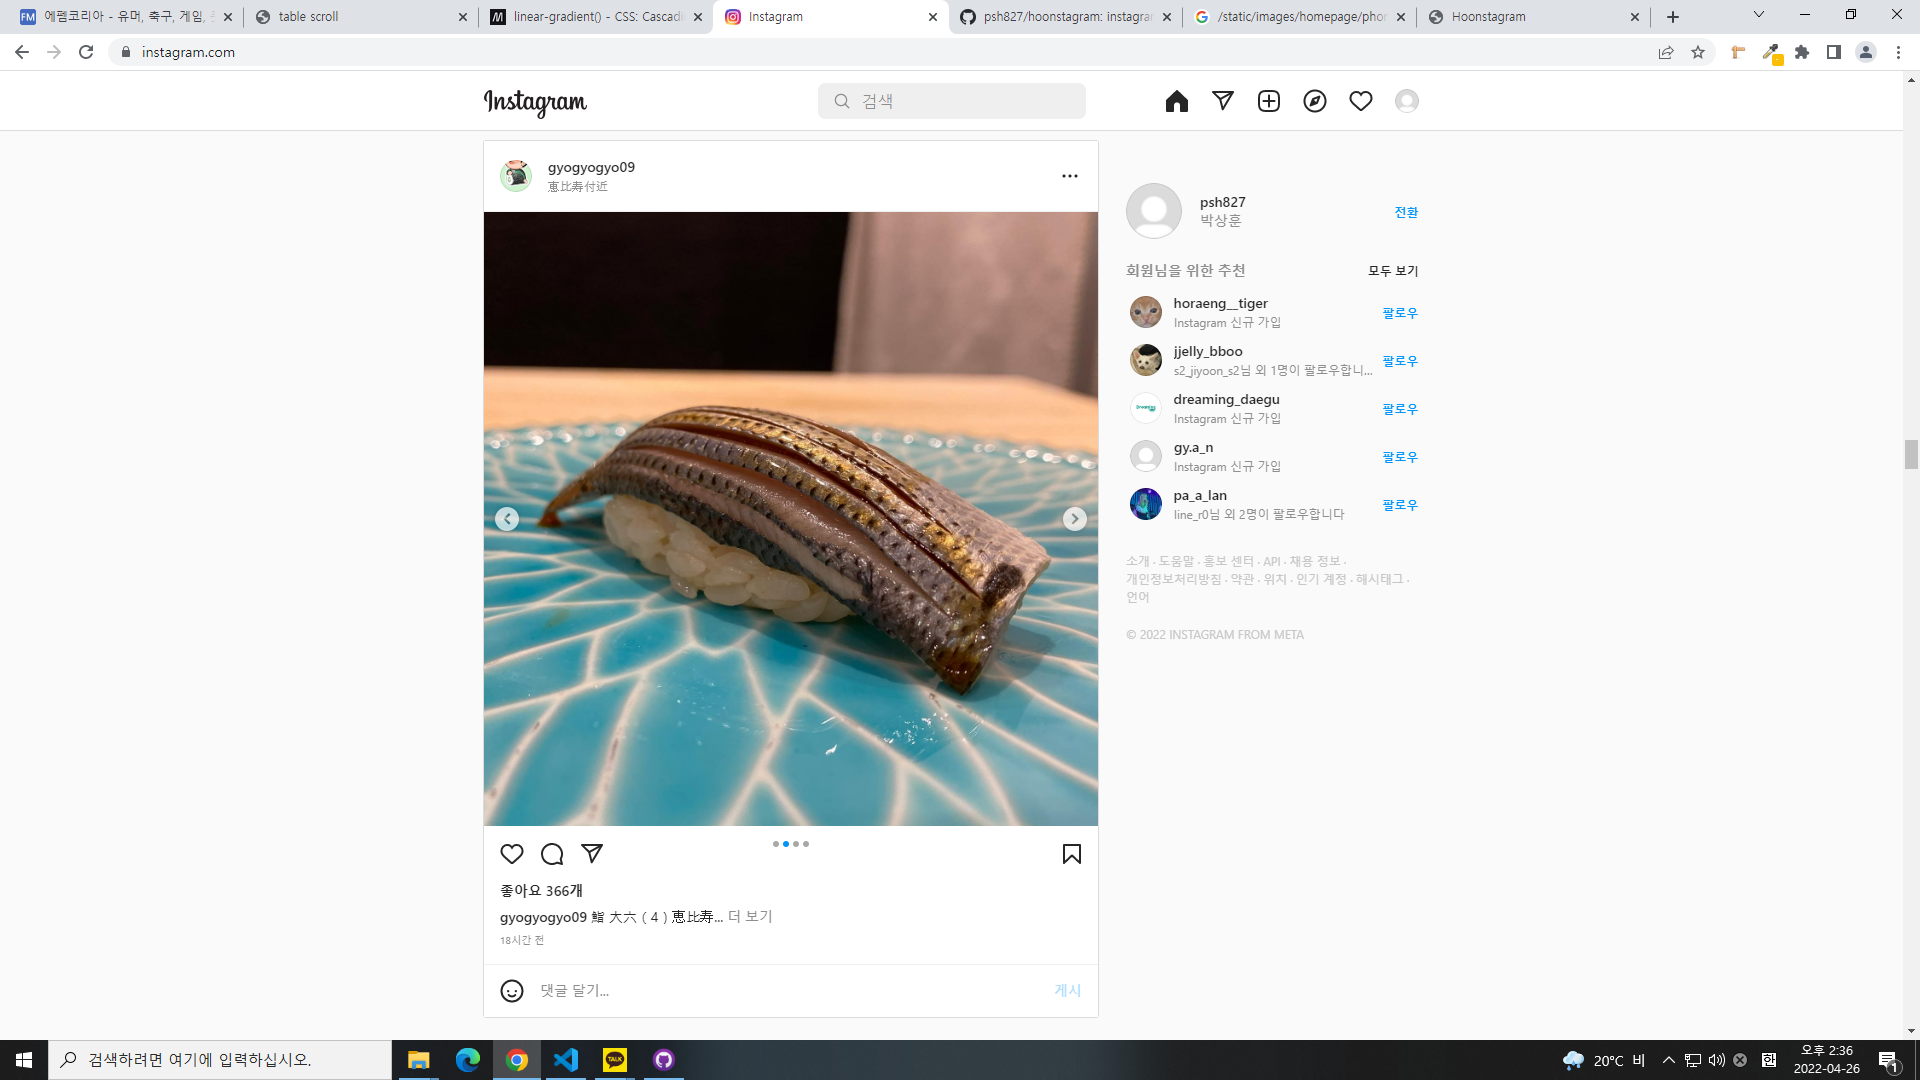 에펨코리아 - 유머, 축구, 게임,
table scroll
linear-gradient() - CSS: Cascadi
Instagram
psh827/hoonstagram: instagram
/static/images/homepage/phon
Hoonstagram
instagram.com
Instagram
검색
gyogyogyo09
恵比寿付近
psh827
박상훈
전환
회원님을 위한 추천
모두 보기
horaeng__tiger
Instagram 신규 가입
팔로우
jjelly_bboo
s2_jiyoon_s2님 외 1명이 팔로우합니...
팔로우
dreaming_daegu
Instagram 신규 가입
팔로우
gy.a_n
Instagram 신규 가입
팔로우
pa_a_lan
line_r0님 외 2명이 팔로우합니다
팔로우
소개 · 도움말 · 홍보 센터 · API · 채용 정보 ·
개인정보처리방침 · 약관 · 위치 · 인기 계정 · 해시태그 ·
언어
© 2022 INSTAGRAM FROM META
좋아요 366개
gyogyogyo09 鮨 大六（4）恵比寿... 더 보기
18시간 전
댓글 달기...
게시
검색하려면 여기에 입력하십시오.
TALK
20°C 비
한
오후 2:36
2022-04-26
1